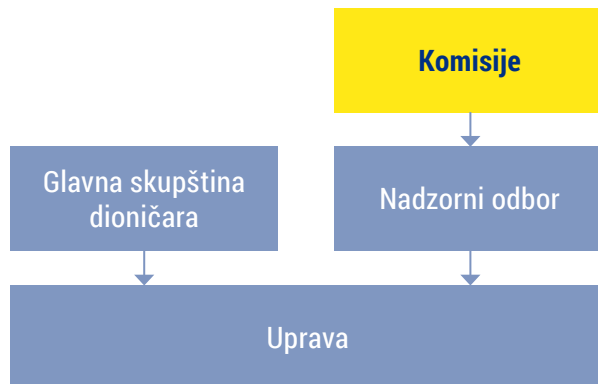 Komisije
Glavna skupština
dioničara
Nadzorni odbor
Uprava